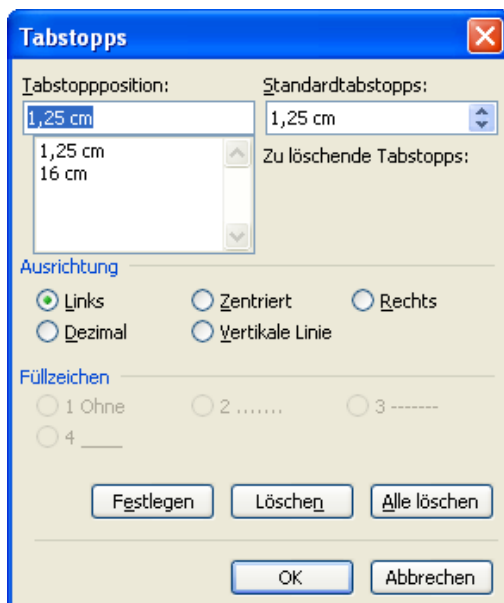 Tabstopps
Tabstoppposition: Standardtabstopps:
1,25 cm 1,25 cm
1,25 cm Zu löschende Tabstopps:
16 cm
Ausrichtung
Links Zentriert Rechts
Dezimal Vertikale Linie
Füllzeichen
1 Ohne 2 ....... 3 -------
4 ____
Festlegen Löschen Alle löschen
OK Abbrechen